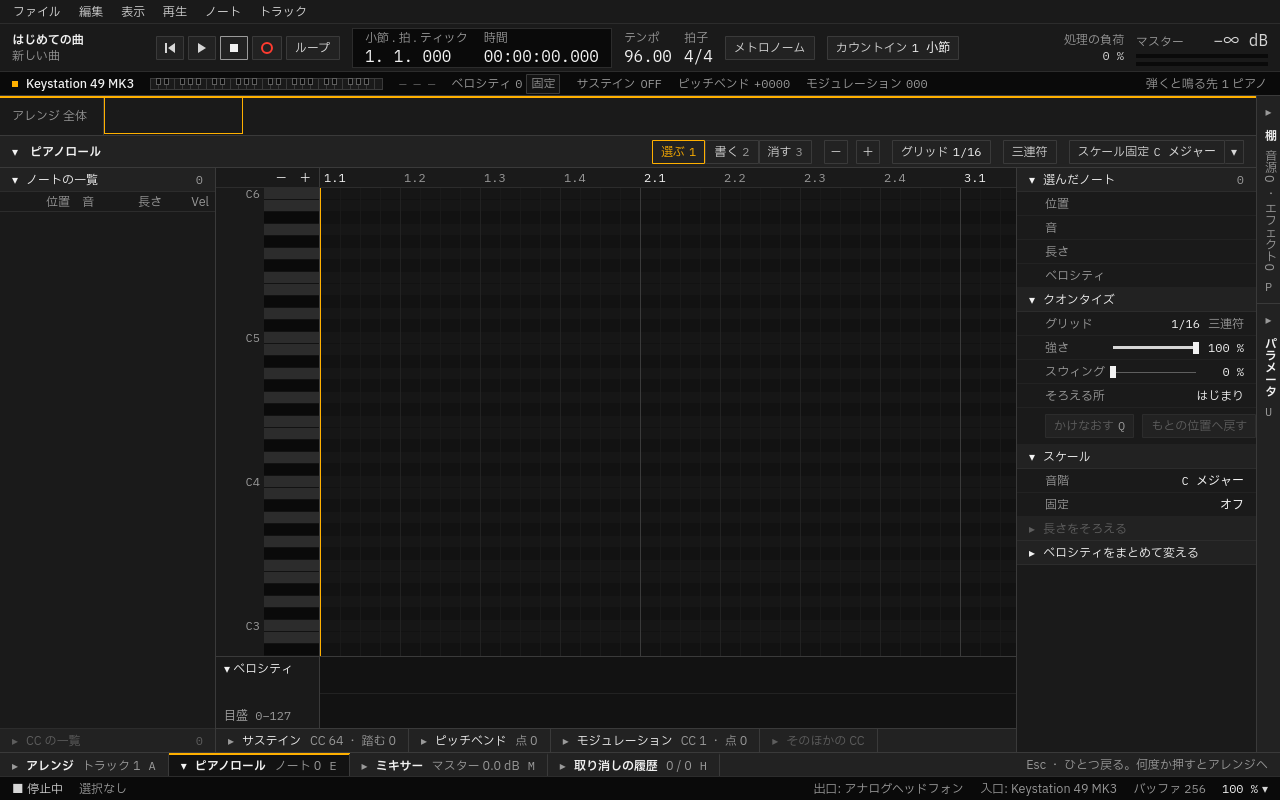 ファイル 編集 表示 再生 ノート トラック
はじめての曲
新しい曲
ループ
小節 . 拍 . ティック 時間
1. 1. 000 00:00:00.000
テンポ 拍子
96.00 4/4
メトロノーム
カウントイン 1 小節
処理の負荷 マスター −∞ dB
0 %
Keystation 49 MK3 — — — ベロシティ 0 固定 サステイン OFF ピッチベンド +0000 モジュレーション 000 弾くと鳴る先 1 ピアノ
アレンジ 全体
▼ ピアノロール 選ぶ 1 書く 2 消す 3 − + グリッド 1/16 三連符 スケール固定 C メジャー ▼
▼ ノートの一覧 0
位置 音 長さ Vel
− + 1.1 1.2 1.3 1.4 2.1 2.2 2.3 2.4 3.1
C6
C5
C4
C3
▼ ベロシティ
目盛 0–127
▼ 選んだノート 0
位置
音
長さ
ベロシティ
▼ クオンタイズ
グリッド 1/16 三連符
強さ 100 %
スウィング 0 %
そろえる所 はじまり
かけなおす Q もとの位置へ戻す
▼ スケール
音階 C メジャー
固定 オフ
▶ 長さをそろえる
▶ ベロシティをまとめて変える
▶ 棚 音源 0 · エフェクト 0 P
▶ パラメータ U
▶ CC の一覧 0
▶ サステイン CC 64 · 踏む 0 ▶ ピッチベンド 点 0 ▶ モジュレーション CC 1 · 点 0 ▶ そのほかの CC
▶ アレンジ トラック 1 A ▼ ピアノロール ノート 0 E ▶ ミキサー マスター 0.0 dB M ▶ 取り消しの履歴 0 / 0 H Esc · ひとつ戻る。何度か押すとアレンジへ
停止中 選択なし 出口: アナログヘッドフォン 入口: Keystation 49 MK3 バッファ 256 100 % ▼